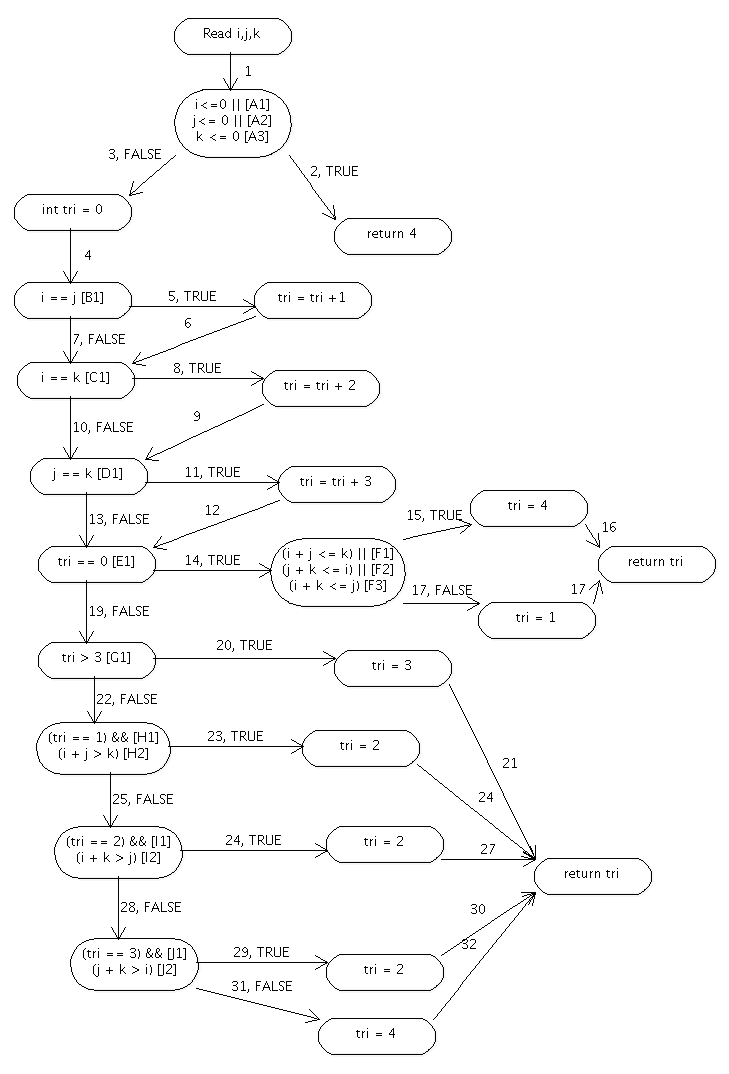 Read i,j,k
1
i<=0 || [A1]
j<= 0 || [A2]
k <= 0 [A3]
3, FALSE
2, TRUE
int tri = 0
return 4
4
i == j [B1]
5, TRUE
tri = tri +1
6
7, FALSE
i == k [C1]
8, TRUE
tri = tri + 2
9
10, FALSE
j == k [D1]
11, TRUE
tri = tri + 3
12
13, FALSE
tri == 0 [E1]
14, TRUE
(i + j <= k) || [F1]
(j + k <= i) || [F2]
(i + k <= j) [F3]
15, TRUE
tri = 4
16
return tri
17, FALSE
17
tri = 1
19, FALSE
tri > 3 [G1]
20, TRUE
tri = 3
21
22, FALSE
(tri == 1) && [H1]
(i + j > k) [H2]
23, TRUE
tri = 2
24
25, FALSE
(tri == 2) && [I1]
(i + k > j) [I2]
24, TRUE
tri = 2
27
return tri
28, FALSE
30
(tri == 3) && [J1]
(j + k > i) [J2]
29, TRUE
tri = 2
32
31, FALSE
tri = 4